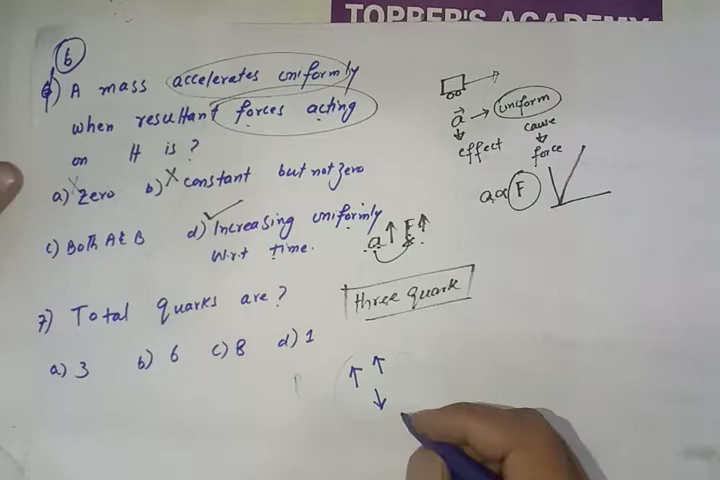 TOPPER'S ACADEMY
6
6) A mass accelerates uniformly
when resultant forces acting
on it is?
a) Zero b) constant but not zero
c) Both A & B d) Increasing uniformly
w.r.t time.
a → uniform
cause
effect
force
a ∝ F
a ↑ F ↑
7) Total quarks are?
a) 3 b) 6 c) 8 d) 1
three quark